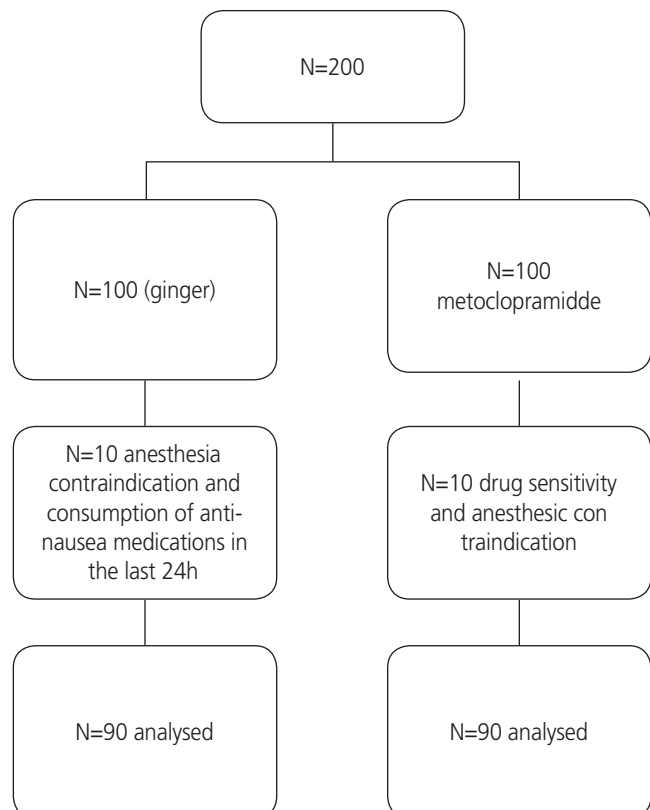 N=200
N=100 (ginger)
N=100
metoclopramidde
N=10 anesthesia
contraindication and
consumption of anti-
nausea medications in
the last 24h
N=10 drug sensitivity
and anesthesic con
traindication
N=90 analysed
N=90 analysed